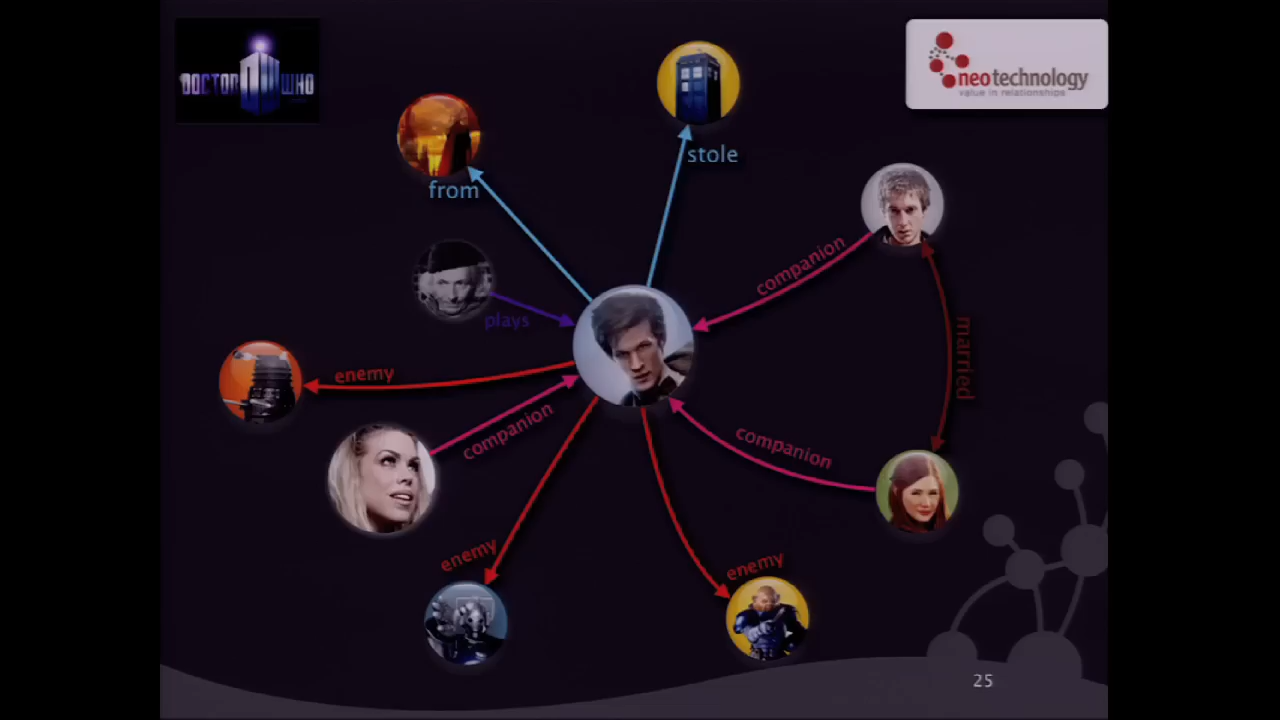 DOCTOR WHO
neotechnology
value in relationships
stole
from
companion
plays
married
enemy
companion
companion
enemy
enemy
25